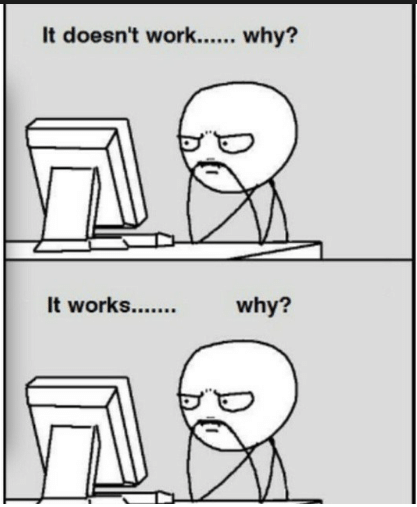 It doesn't work...... why?
It works....... why?